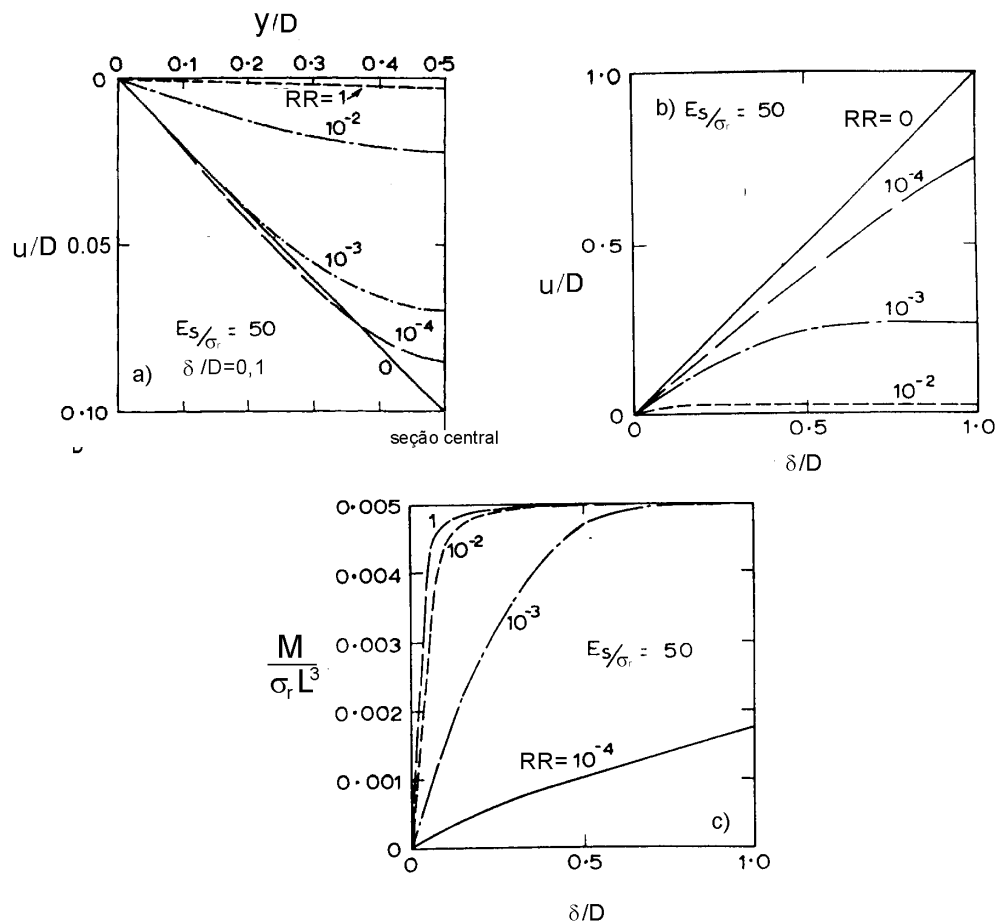 y/D
0 0·1 0·2 0·3 0·4 0·5
0
RR= 1
10⁻²
u/D 0.05
10⁻³
Es/σr = 50
10⁻⁴
a) δ /D=0,1
0
0·10
seção central
1·0
b) Es/σr = 50
RR= 0
10⁻⁴
0·5
u/D
10⁻³
10⁻²
0
0 0·5 1·0
δ/D
0·005
1
10⁻²
0·004
10⁻³
0·003
Es/σr = 50
M
σr L³
0·002
RR= 10⁻⁴
0·001
c)
0
0 0·5 1·0
δ/D